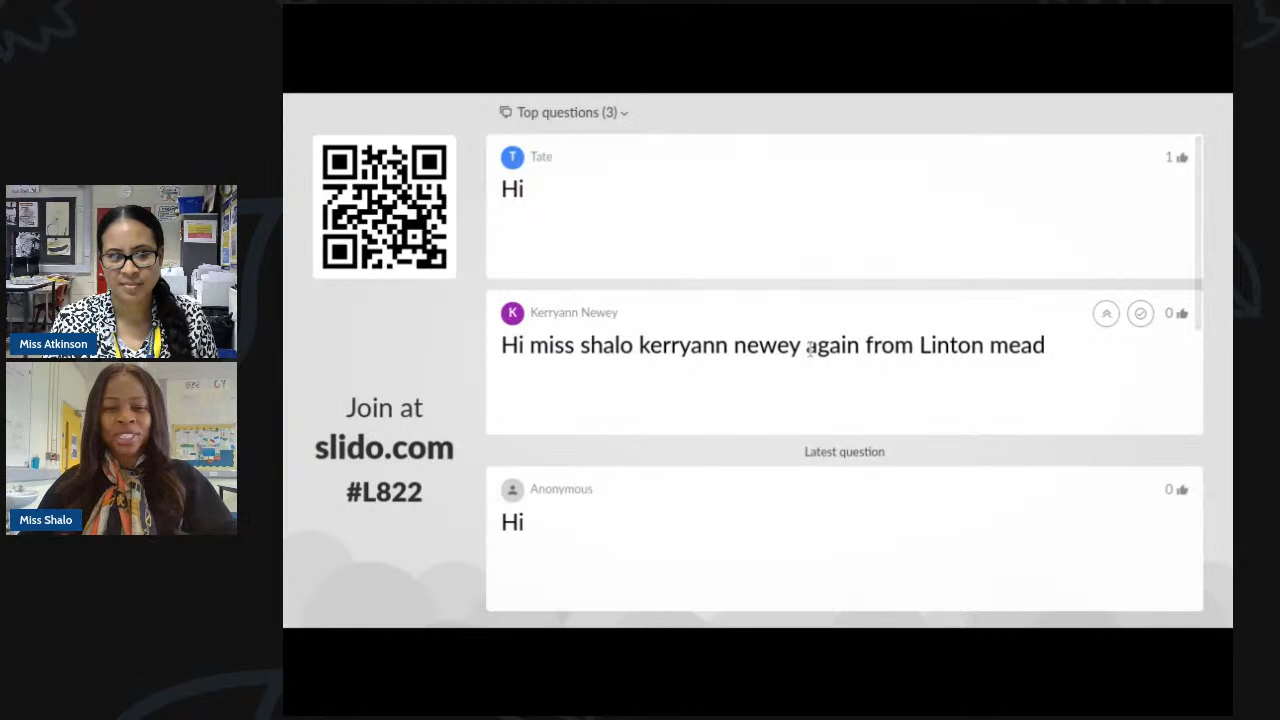 Miss Atkinson
Miss Shalo
Join at
slido.com
#L822
Top questions (3)
T Tate
1
Hi
K Kerryann Newey
0
Hi miss shalo kerryann newey again from Linton mead
Latest question
Anonymous
0
Hi